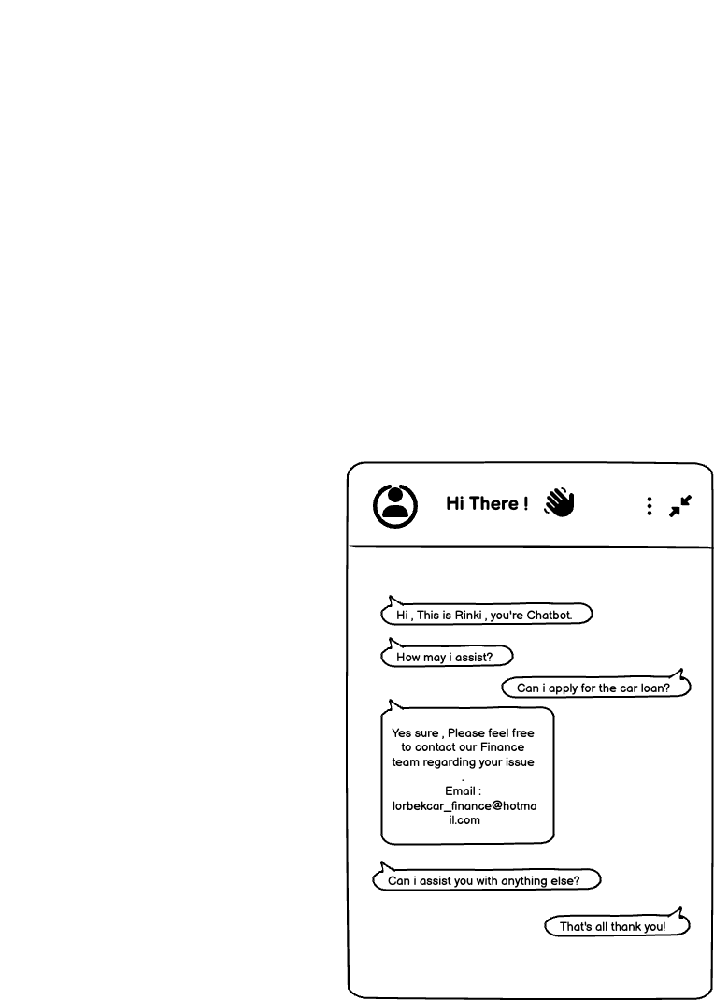 Hi There !
Hi , This is Rinki , you're Chatbot.
How may i assist?
Can i apply for the car loan?
Yes sure , Please feel free
to contact our Finance
team regarding your issue
.
Email :
lorbekcar_finance@hotma
il.com
Can i assist you with anything else?
That's all thank you!